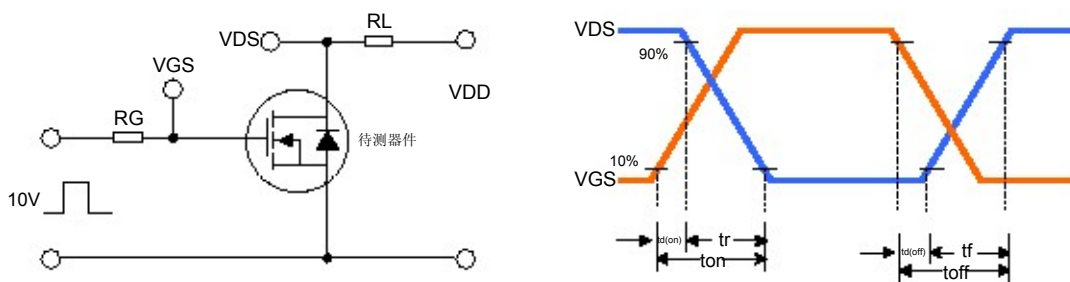 VDS
RL
VGS
VDD
RG
待测器件
10V
VDS
90%
10%
VGS
td(on)
tr
ton
td(off)
tf
toff